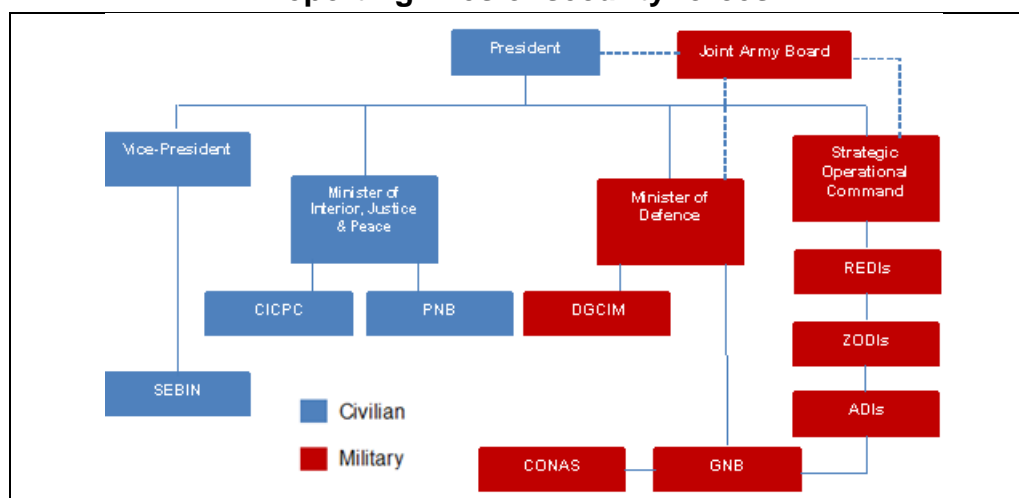 President
Joint Army Board
Vice-President
Strategic
Operational
Command
Minister of
Interior, Justice
& Peace
Minister of
Defence
REDIs
CICPC
PNB
DGCIM
ZODIs
SEBIN
ADIs
Civilian
Military
CONAS
GNB